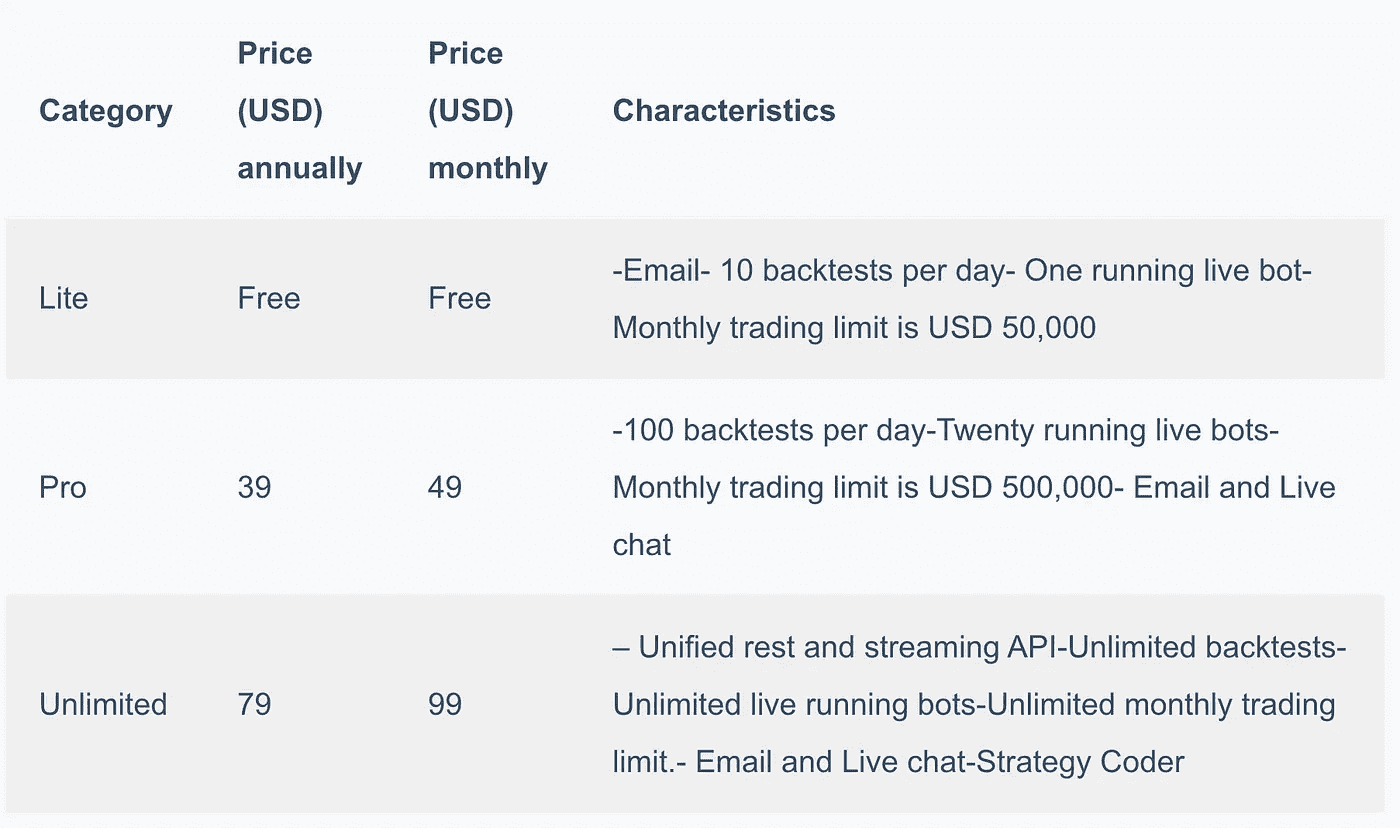 Category
Price
(USD)
annually
Price
(USD)
monthly
Characteristics
Lite
Free
Free
-Email- 10 backtests per day- One running live bot-
Monthly trading limit is USD 50,000
Pro
39
49
-100 backtests per day-Twenty running live bots-
Monthly trading limit is USD 500,000- Email and Live
chat
Unlimited
79
99
– Unified rest and streaming API-Unlimited backtests-
Unlimited live running bots-Unlimited monthly trading
limit.- Email and Live chat-Strategy Coder